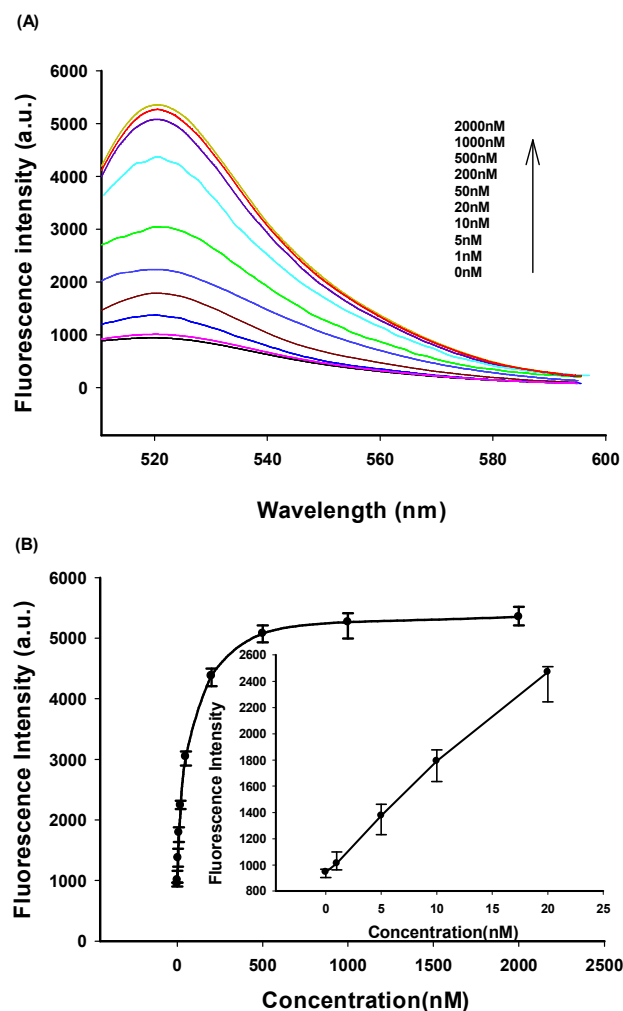 (A)
6000
5000
4000
3000
2000
1000
0
Fluorescence intensity (a.u.)
2000nM
1000nM
500nM
200nM
50nM
20nM
10nM
5nM
1nM
0nM
520 540 560 580 600
Wavelength (nm)
(B)
6000
5000
4000
3000
2000
1000
0
Fluorescence Intensity (a.u.)
2600
2400
2200
2000
1800
1600
1400
1200
1000
800
Fluorescence Intensity
0 5 10 15 20 25
Concentration(nM)
0 500 1000 1500 2000 2500
Concentration(nM)